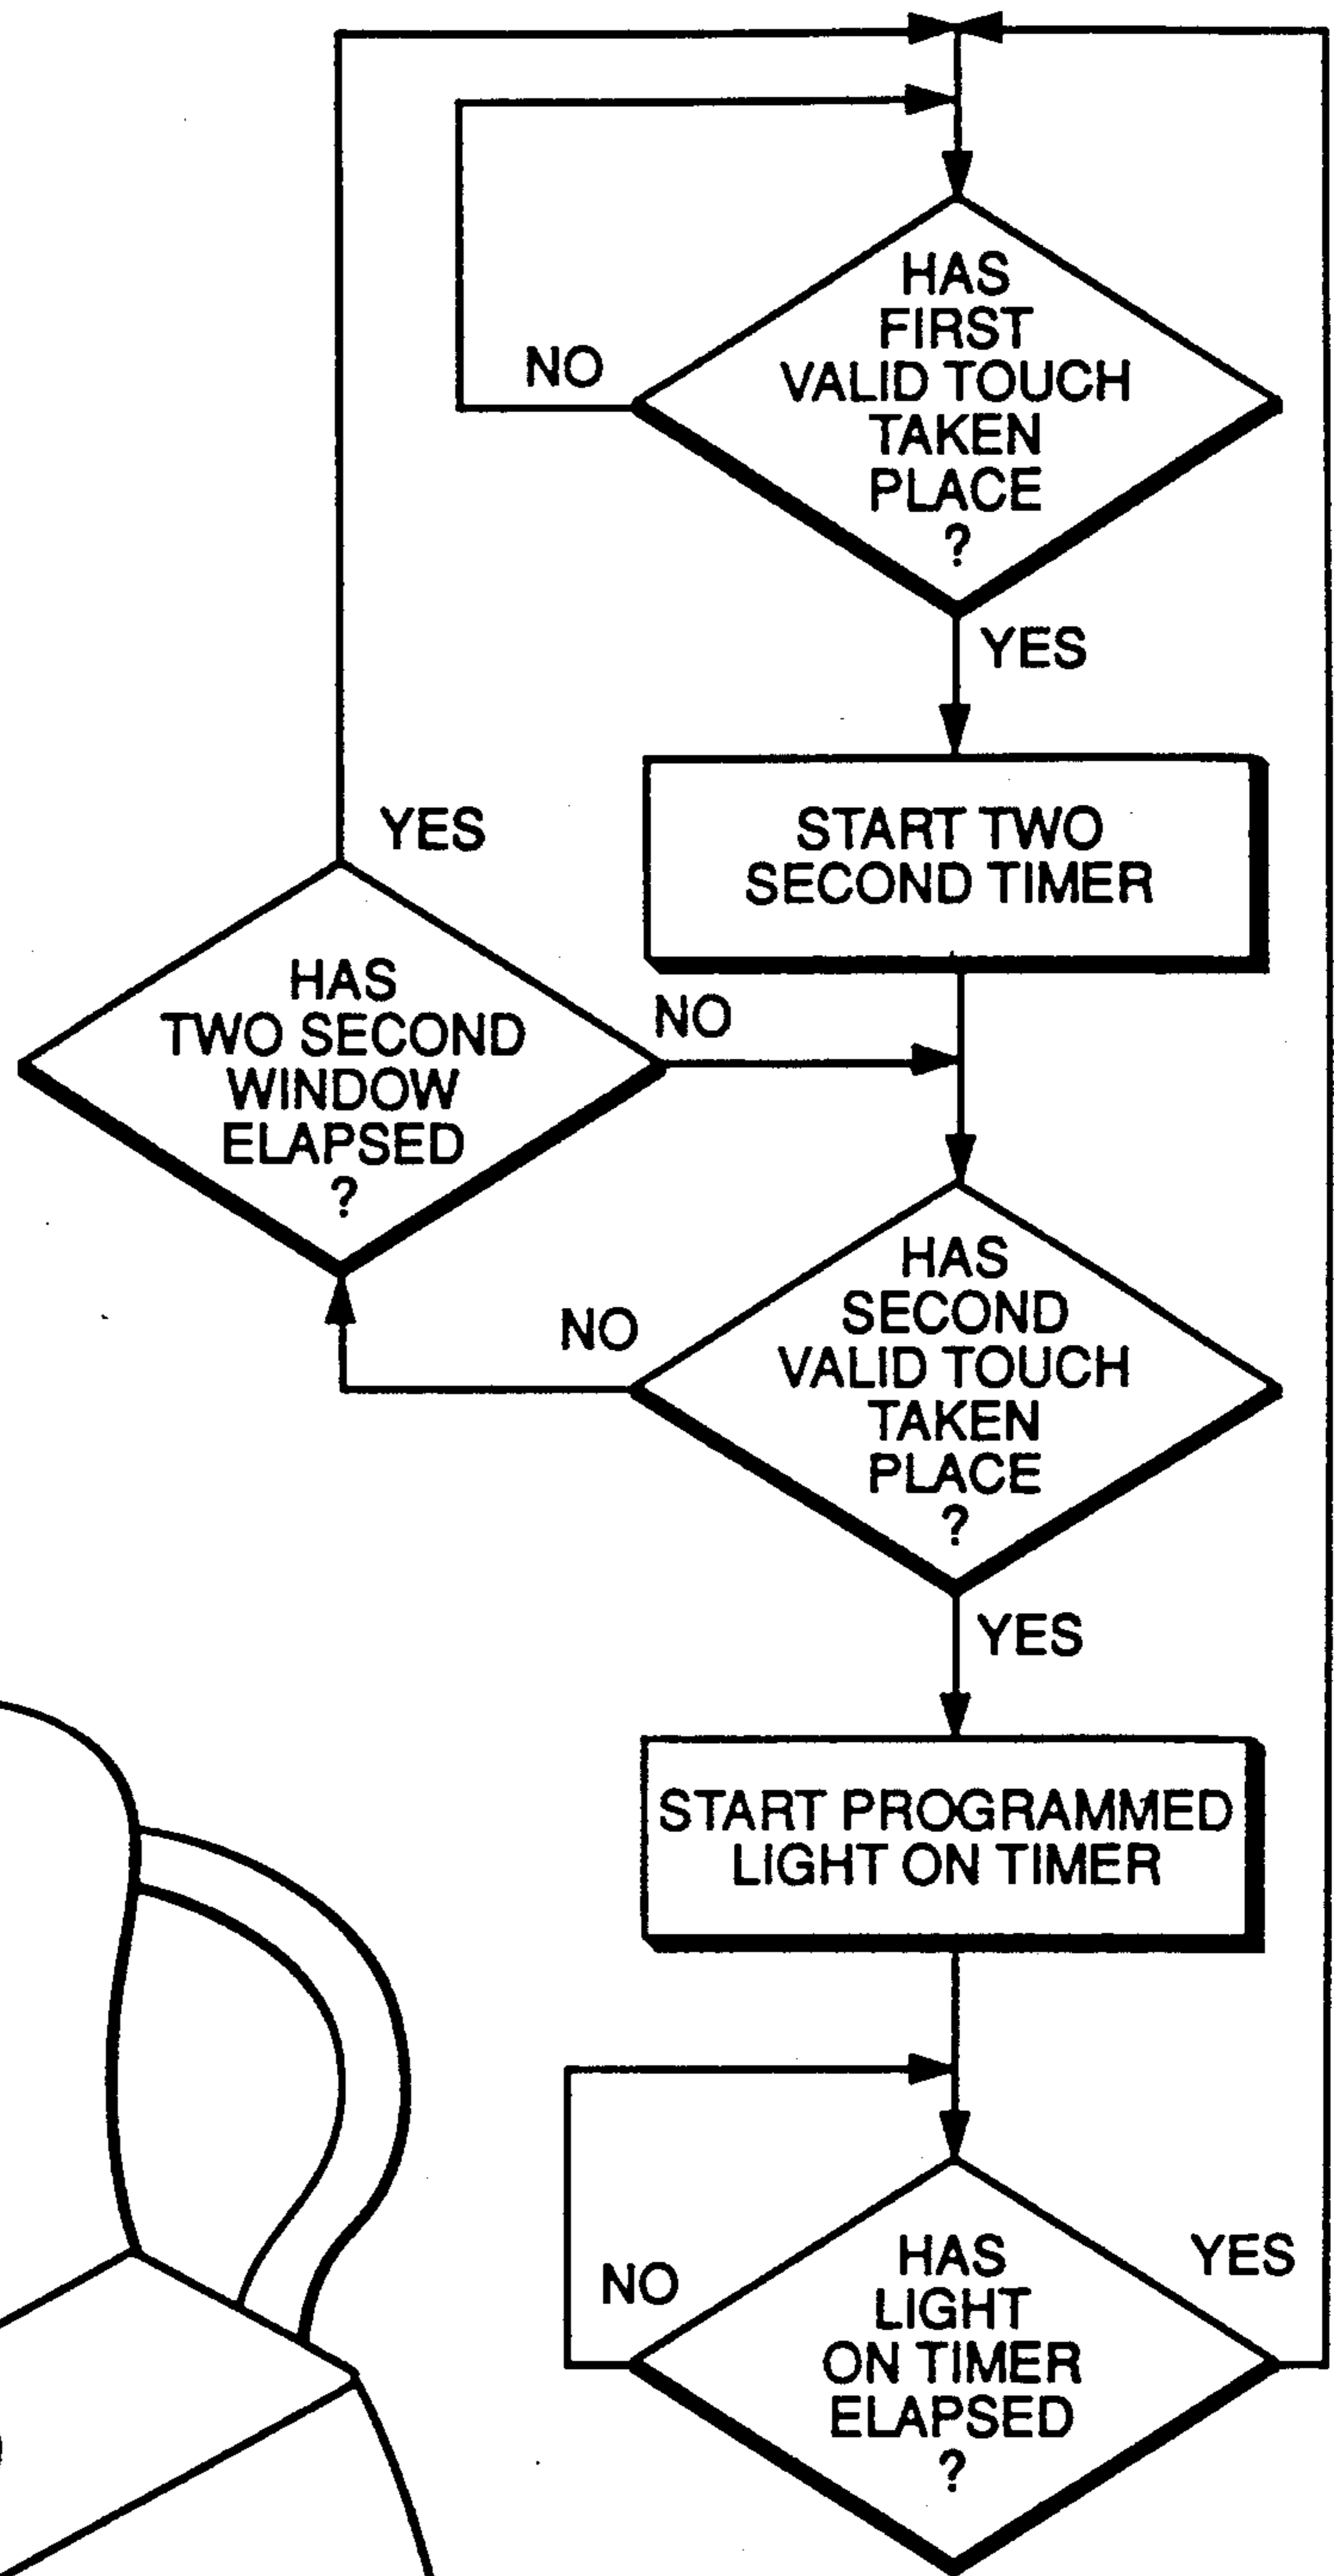 HAS
FIRST
VALID TOUCH
TAKEN
PLACE
?
NO
YES
START TWO
SECOND TIMER
YES
HAS
TWO SECOND
WINDOW
ELAPSED
?
NO
HAS
SECOND
VALID TOUCH
TAKEN
PLACE
?
NO
YES
START PROGRAMMED
LIGHT ON TIMER
HAS
LIGHT
ON TIMER
ELAPSED
?
NO
YES